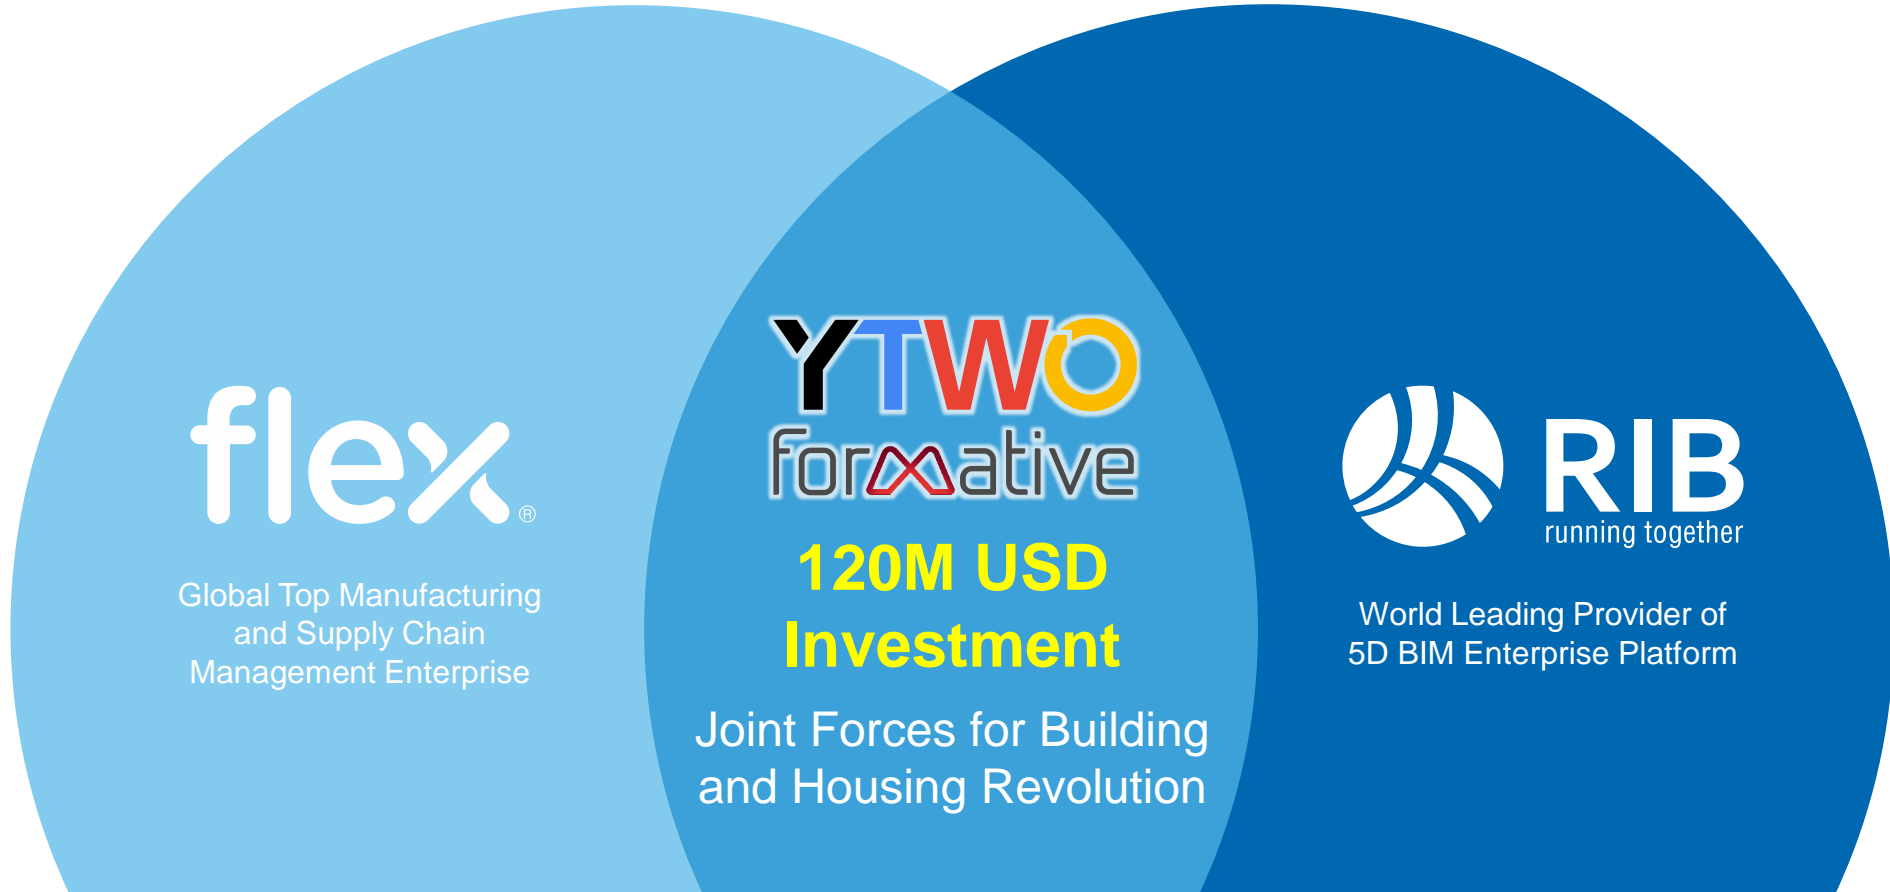 flex®
Global Top Manufacturing
and Supply Chain
Management Enterprise
YTWO
formative
120M USD
Investment
Joint Forces for Building
and Housing Revolution
RIB
running together
World Leading Provider of
5D BIM Enterprise Platform